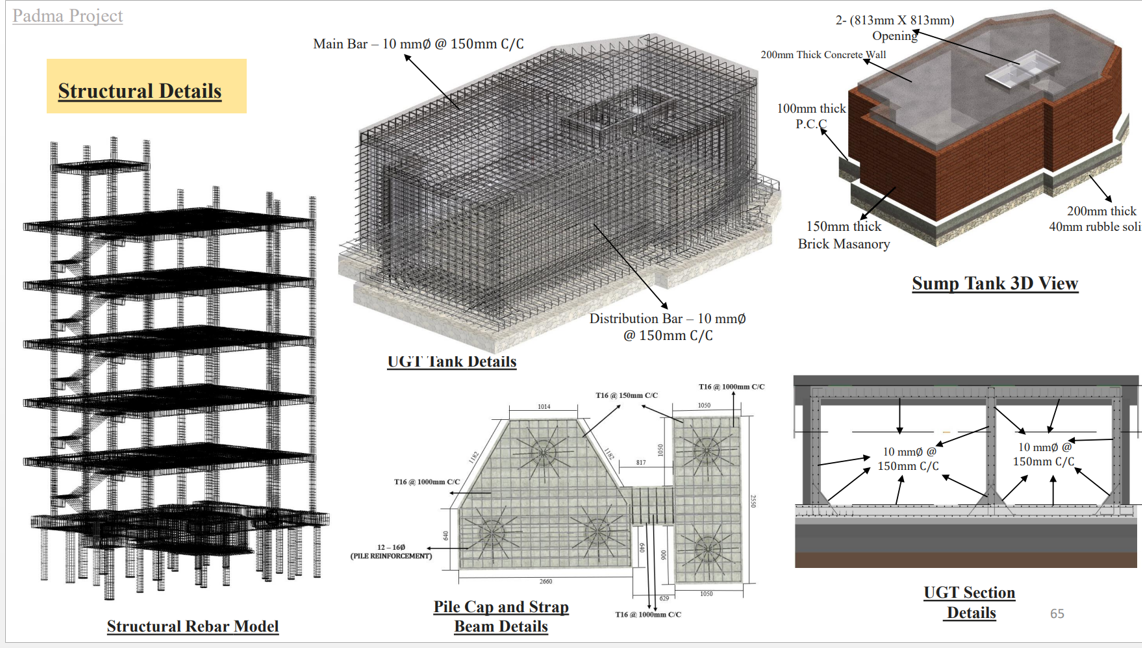 Padma Project
Structural Details
Structural Rebar Model
Main Bar – 10 mmØ @ 150mm C/C
Distribution Bar – 10 mmØ
@ 150mm C/C
UGT Tank Details
2- (813mm X 813mm)
Opening
200mm Thick Concrete Wall
100mm thick
P.C.C
150mm thick
Brick Masanory
200mm thick
40mm rubble soli
Sump Tank 3D View
T16 @ 1000mm C/C
T16 @ 150mm C/C
1014
1050
1182
1182
1050
817
T16 @ 1000mm C/C
2550
640
12 – 16Ø
(PILE REINFORCEMENT)
640
900
2660
829
1050
T16 @ 1000mm C/C
Pile Cap and Strap
Beam Details
10 mmØ @
150mm C/C
10 mmØ @
150mm C/C
UGT Section
Details
65